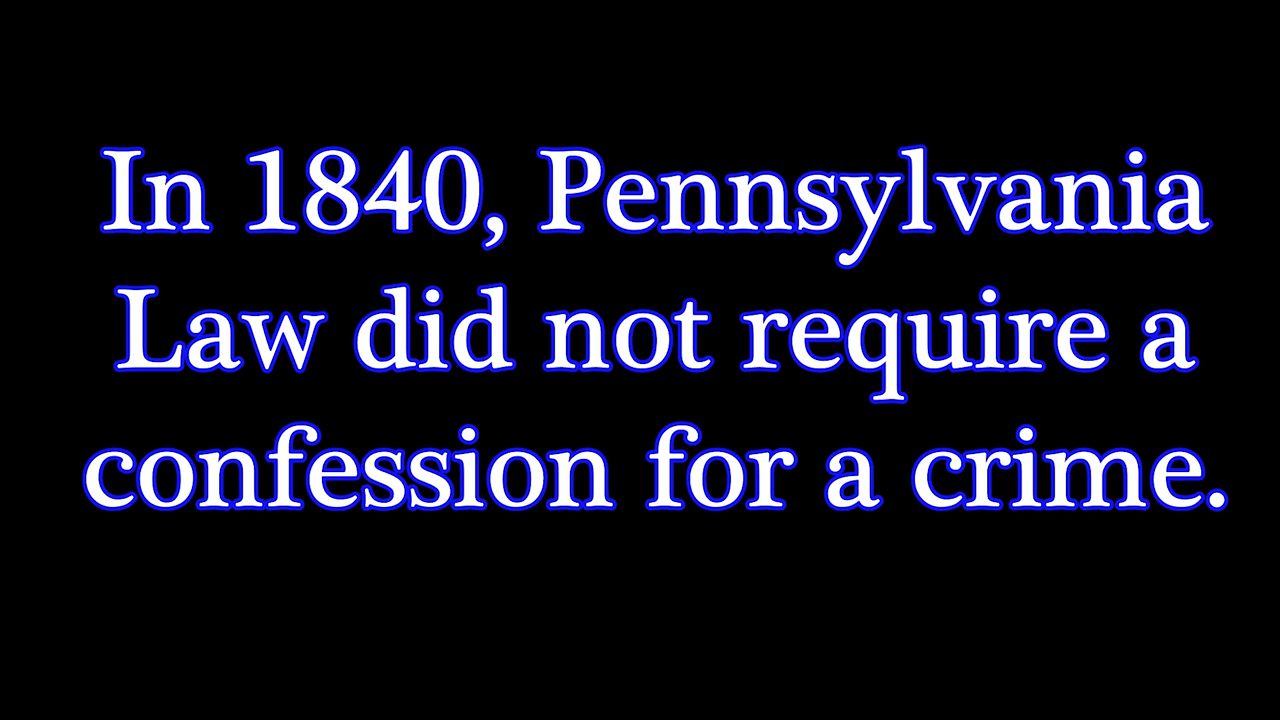 In 1840, Pennsylvania
Law did not require a
confession for a crime.